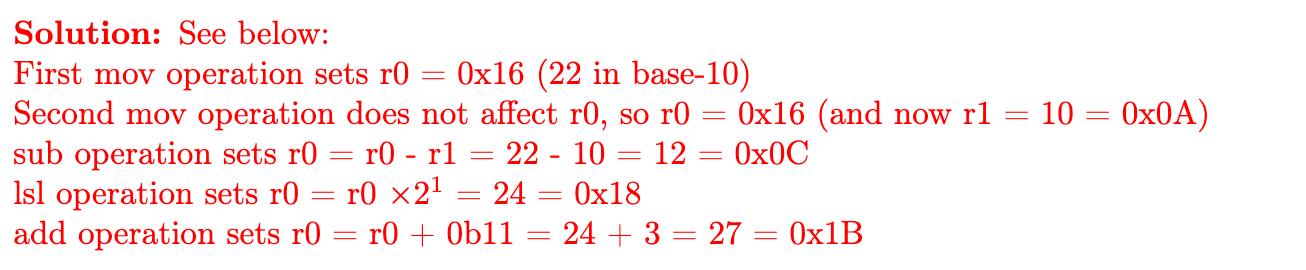 Solution: See below:
First mov operation sets r0 = 0x16 (22 in base-10)
Second mov operation does not affect r0, so r0 = 0x16 (and now r1 = 10 = 0x0A)
sub operation sets r0 = r0 - r1 = 22 - 10 = 12 = 0x0C
lsl operation sets r0 = r0 ×2¹ = 24 = 0x18
add operation sets r0 = r0 + 0b11 = 24 + 3 = 27 = 0x1B